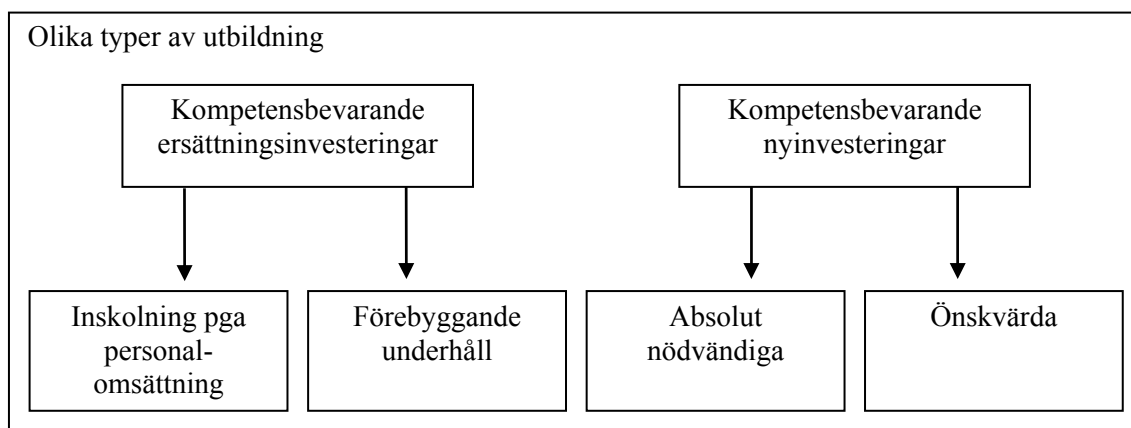 Olika typer av utbildning
Kompetensbevarande
ersättningsinvesteringar
Kompetensbevarande
nyinvesteringar
Inskolning pga
personal-
omsättning
Förebyggande
underhåll
Absolut
nödvändiga
Önskvärda